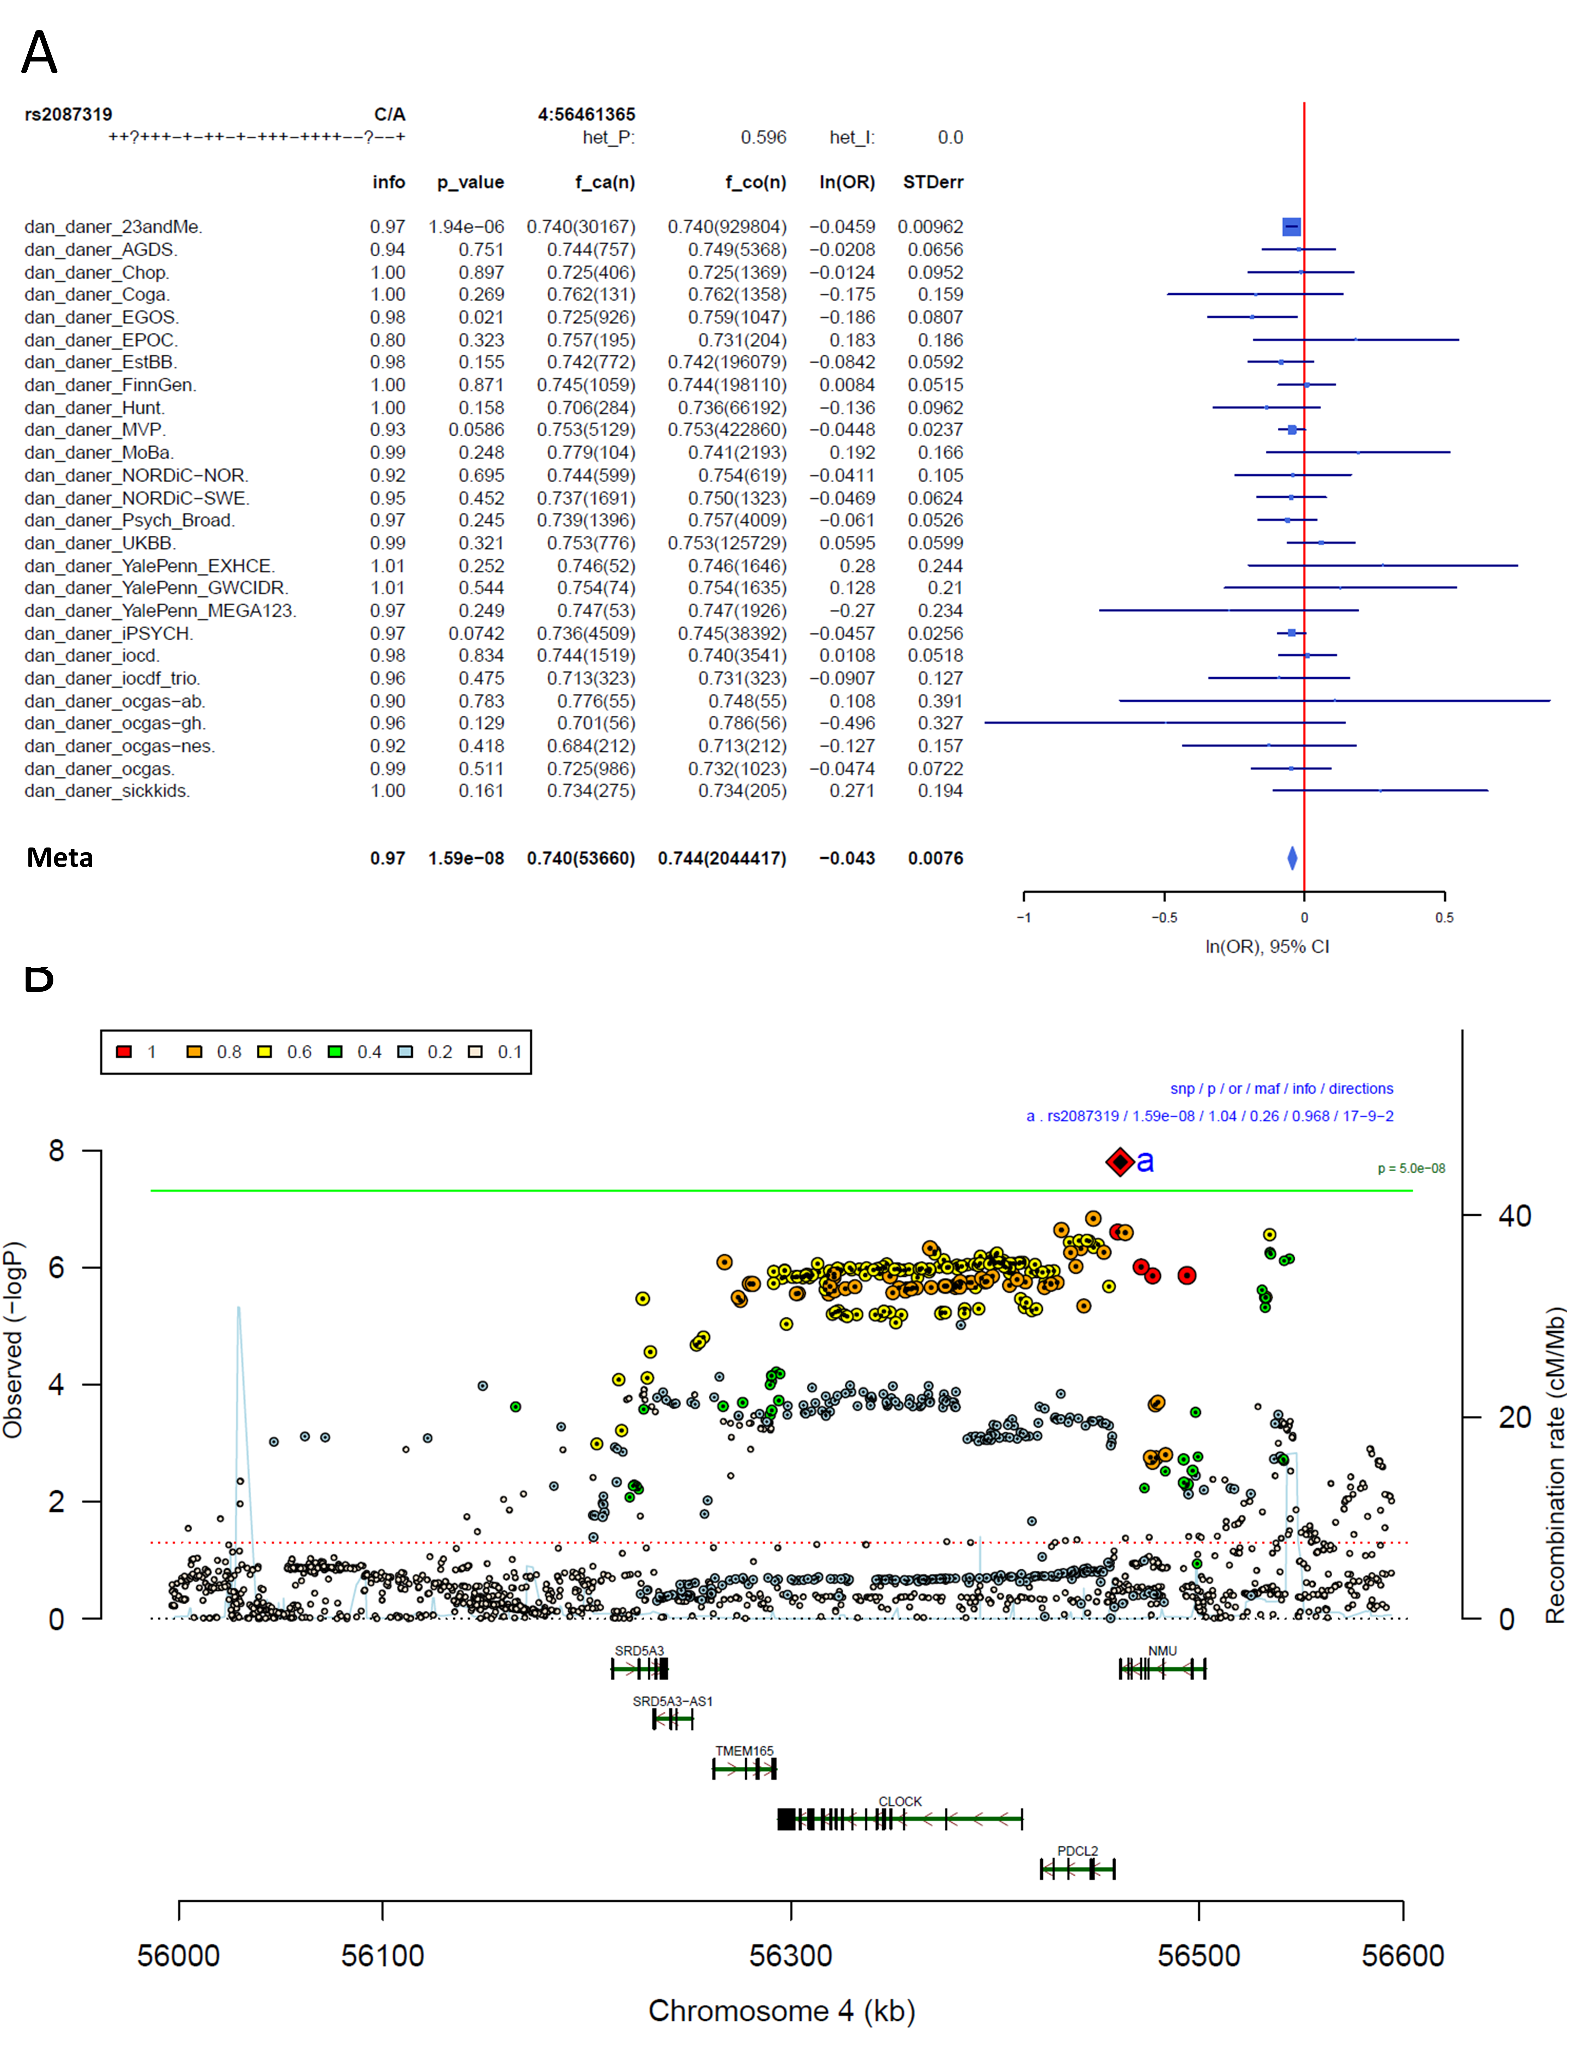 A
rs2087319 C/A 4:56461365
++?+++−+−++−+−+++−++++−−?−−+ het_P: 0.596 het_I: 0.0
info p_value f_ca(n) f_co(n) ln(OR) STDerr
dan_daner_23andMe. 0.97 1.94e−06 0.740(30167) 0.740(929804) −0.0459 0.00962
dan_daner_AGDS. 0.94 0.751 0.744(757) 0.749(5368) −0.0208 0.0656
dan_daner_Chop. 1.00 0.897 0.725(406) 0.725(1369) −0.0124 0.0952
dan_daner_Coga. 1.00 0.269 0.762(131) 0.762(1358) −0.175 0.159
dan_daner_EGOS. 0.98 0.021 0.725(926) 0.759(1047) −0.186 0.0807
dan_daner_EPOC. 0.80 0.323 0.757(195) 0.731(204) 0.183 0.186
dan_daner_EstBB. 0.98 0.155 0.742(772) 0.742(196079) −0.0842 0.0592
dan_daner_FinnGen. 1.00 0.871 0.745(1059) 0.744(198110) 0.0084 0.0515
dan_daner_Hunt. 1.00 0.158 0.706(284) 0.736(66192) −0.136 0.0962
dan_daner_MVP. 0.93 0.0586 0.753(5129) 0.753(422860) −0.0448 0.0237
dan_daner_MoBa. 0.99 0.248 0.779(104) 0.741(2193) 0.192 0.166
dan_daner_NORDiC−NOR. 0.92 0.695 0.744(599) 0.754(619) −0.0411 0.105
dan_daner_NORDiC−SWE. 0.95 0.452 0.737(1691) 0.750(1323) −0.0469 0.0624
dan_daner_Psych_Broad. 0.97 0.245 0.739(1396) 0.757(4009) −0.061 0.0526
dan_daner_UKBB. 0.99 0.321 0.753(776) 0.753(125729) 0.0595 0.0599
dan_daner_YalePenn_EXHCE. 1.01 0.252 0.746(52) 0.746(1646) 0.28 0.244
dan_daner_YalePenn_GWCIDR. 1.01 0.544 0.754(74) 0.754(1635) 0.128 0.21
dan_daner_YalePenn_MEGA123. 0.97 0.249 0.747(53) 0.747(1926) −0.27 0.234
dan_daner_iPSYCH. 0.97 0.0742 0.736(4509) 0.745(38392) −0.0457 0.0256
dan_daner_iocd. 0.98 0.834 0.744(1519) 0.740(3541) 0.0108 0.0518
dan_daner_iocdf_trio. 0.96 0.475 0.713(323) 0.731(323) −0.0907 0.127
dan_daner_ocgas−ab. 0.90 0.783 0.776(55) 0.748(55) 0.108 0.391
dan_daner_ocgas−gh. 0.96 0.129 0.701(56) 0.786(56) −0.496 0.327
dan_daner_ocgas−nes. 0.92 0.418 0.684(212) 0.713(212) −0.127 0.157
dan_daner_ocgas. 0.99 0.511 0.725(986) 0.732(1023) −0.0474 0.0722
dan_daner_sickkids. 1.00 0.161 0.734(275) 0.734(205) 0.271 0.194
Meta 0.97 1.59e−08 0.740(53660) 0.744(2044417) −0.043 0.0076
−1 −0.5 0 0.5
ln(OR), 95% CI
B
1 0.8 0.6 0.4 0.2 0.1
snp / p / or / maf / info / directions
a . rs2087319 / 1.59e−08 / 1.04 / 0.26 / 0.968 / 17−9−2
a
p = 5.0e−08
8
6
4
2
0
Observed (−logP)
40
20
0
Recombination rate (cM/Mb)
SRD5A3
NMU
SRD5A3−AS1
TMEM165
CLOCK
PDCL2
56000 56100 56300 56500 56600
Chromosome 4 (kb)